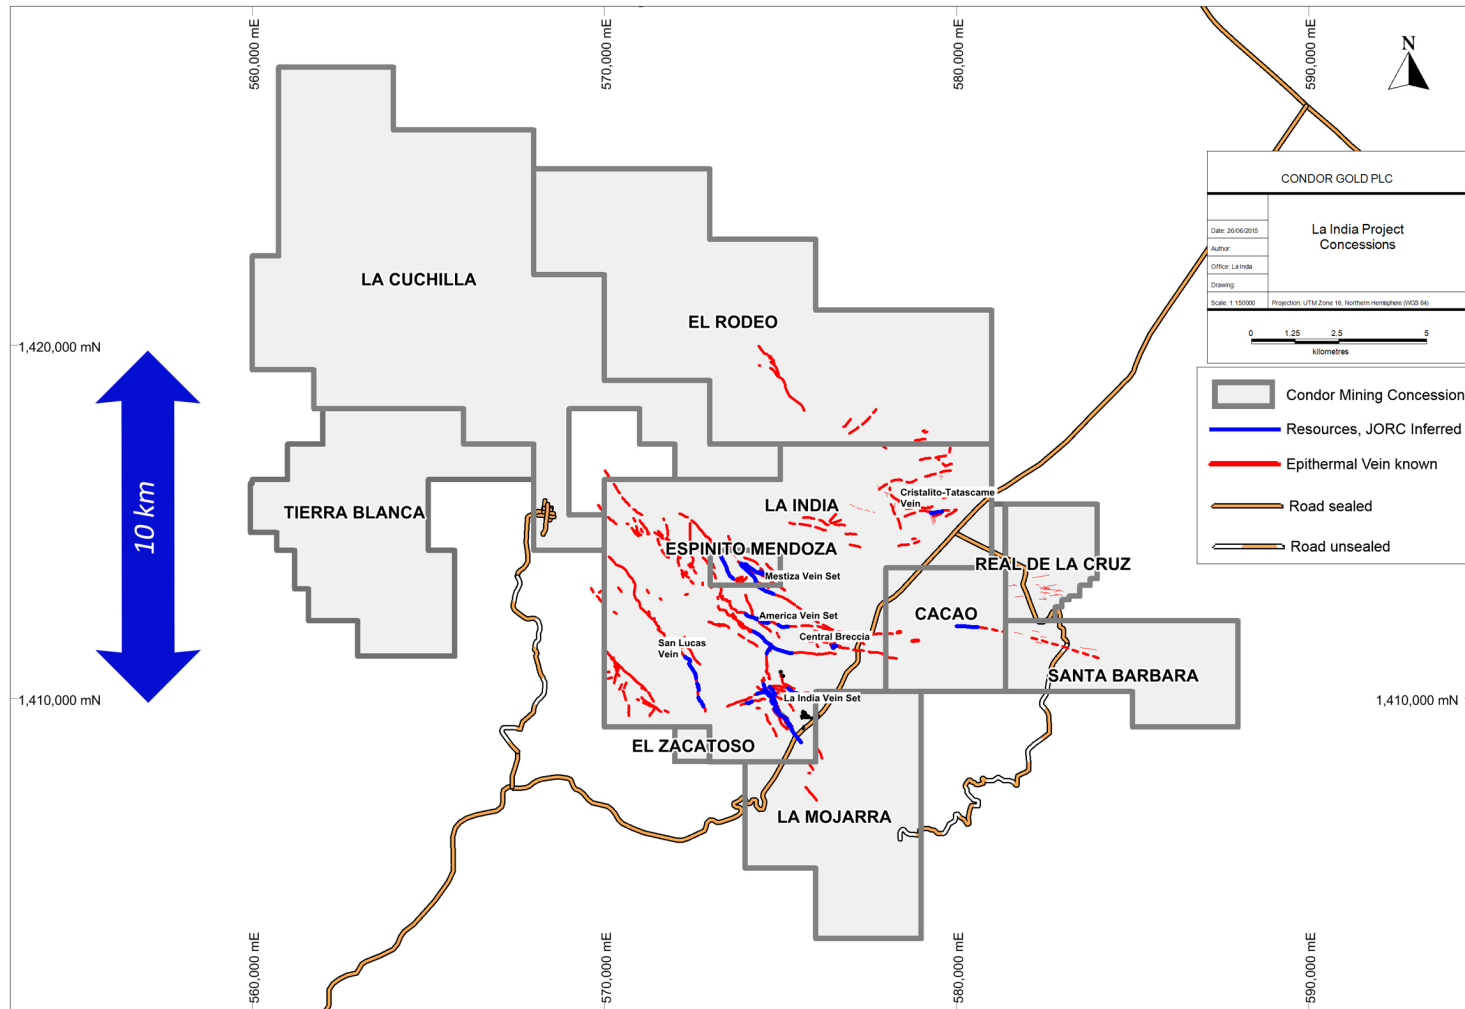 560,000 mE
570,000 mE
580,000 mE
590,000 mE
N
CONDOR GOLD PLC
Date: 26/06/2015
Author:
Office: La India
Drawing:
Scale: 1:150000
La India Project
Concessions
Projection: UTM Zone 16, Northern Hemisphere (WGS 84)
0 1.25 2.5 5
kilometres
Condor Mining Concession
Resources, JORC Inferred
Epithermal Vein known
Road sealed
Road unsealed
LA CUCHILLA
EL RODEO
1,420,000 mN
10 km
TIERRA BLANCA
LA INDIA
Cristalito-Tatascame
Vein
ESPINITO MENDOZA
Mestiza Vein Set
REAL DE LA CRUZ
America Vein Set
CACAO
Central Breccia
San Lucas
Vein
SANTA BARBARA
La India Vein Set
1,410,000 mN
1,410,000 mN
EL ZACATOSO
LA MOJARRA
560,000 mE
570,000 mE
580,000 mE
590,000 mE